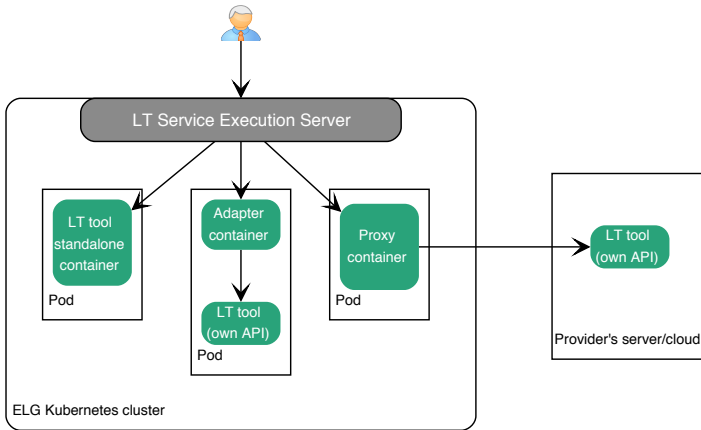 LT Service Execution Server
LT tool
standalone
container
Pod
Adapter
container
LT tool
(own API)
Pod
Proxy
container
Pod
LT tool
(own API)
Provider's server/cloud
ELG Kubernetes cluster